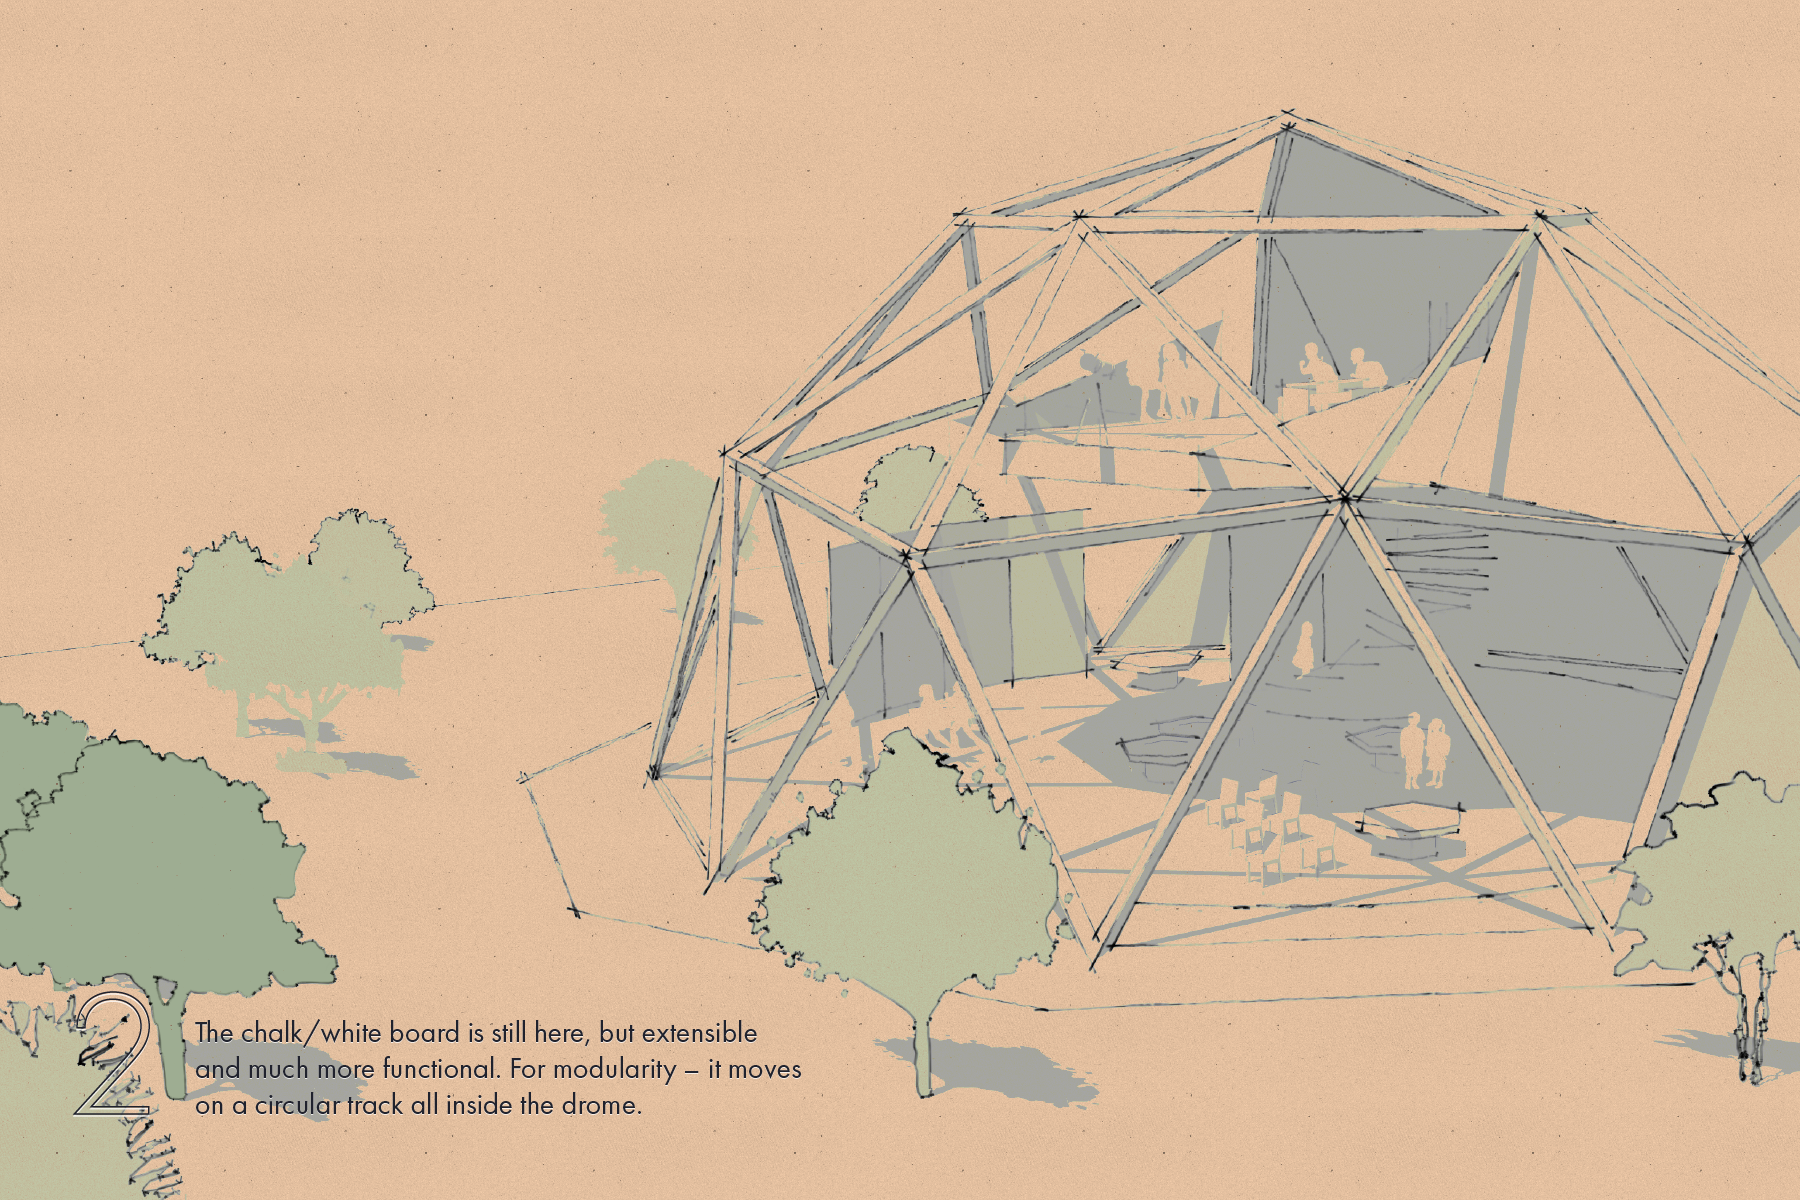 2
The chalk/white board is still here, but extensible
and much more functional. For modularity – it moves
on a circular track all inside the drome.